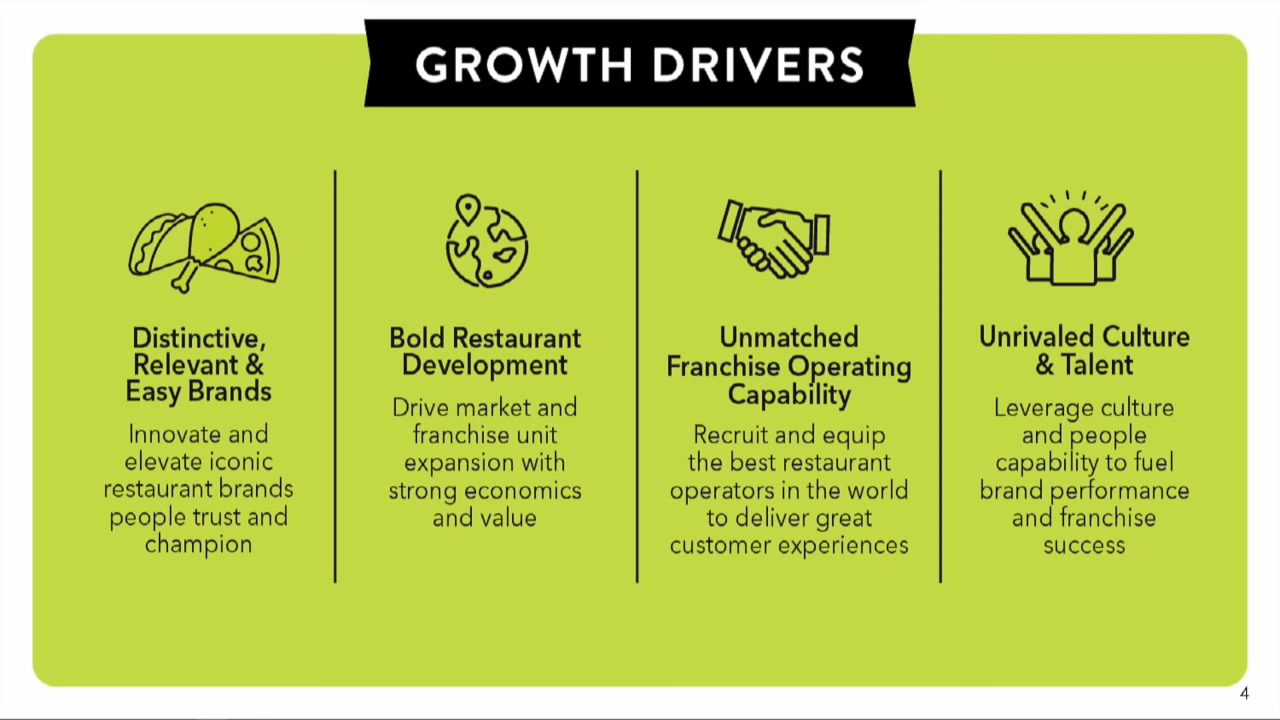 GROWTH DRIVERS
Distinctive,
Relevant &
Easy Brands
Innovate and
elevate iconic
restaurant brands
people trust and
champion
Bold Restaurant
Development
Drive market and
franchise unit
expansion with
strong economics
and value
Unmatched
Franchise Operating
Capability
Recruit and equip
the best restaurant
operators in the world
to deliver great
customer experiences
Unrivaled Culture
& Talent
Leverage culture
and people
capability to fuel
brand performance
and franchise
success
4